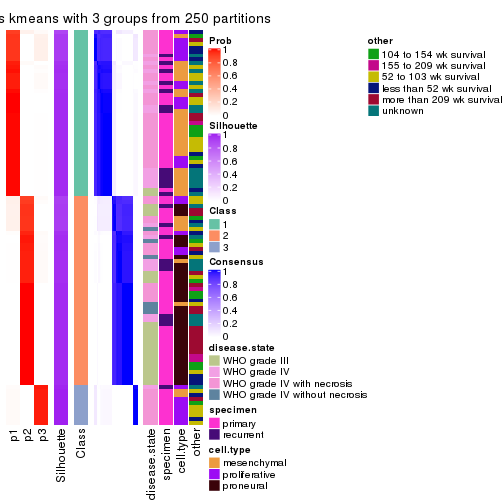 s kmeans with 3 groups from 250 partitions
Prob
1
0.8
0.6
0.4
0.2
0
Silhouette
1
0.8
0.6
0.4
0.2
0
Class
1
2
3
Consensus
1
0.8
0.6
0.4
0.2
0
disease.state
WHO grade III
WHO grade IV
WHO grade IV with necrosis
WHO grade IV without necrosis
specimen
primary
recurrent
cell.type
mesenchymal
proliferative
proneural
other
104 to 154 wk survival
155 to 209 wk survival
52 to 103 wk survival
less than 52 wk survival
more than 209 wk survival
unknown
p1
p2
p3
Silhouette
Class
disease.state
specimen
cell.type
other